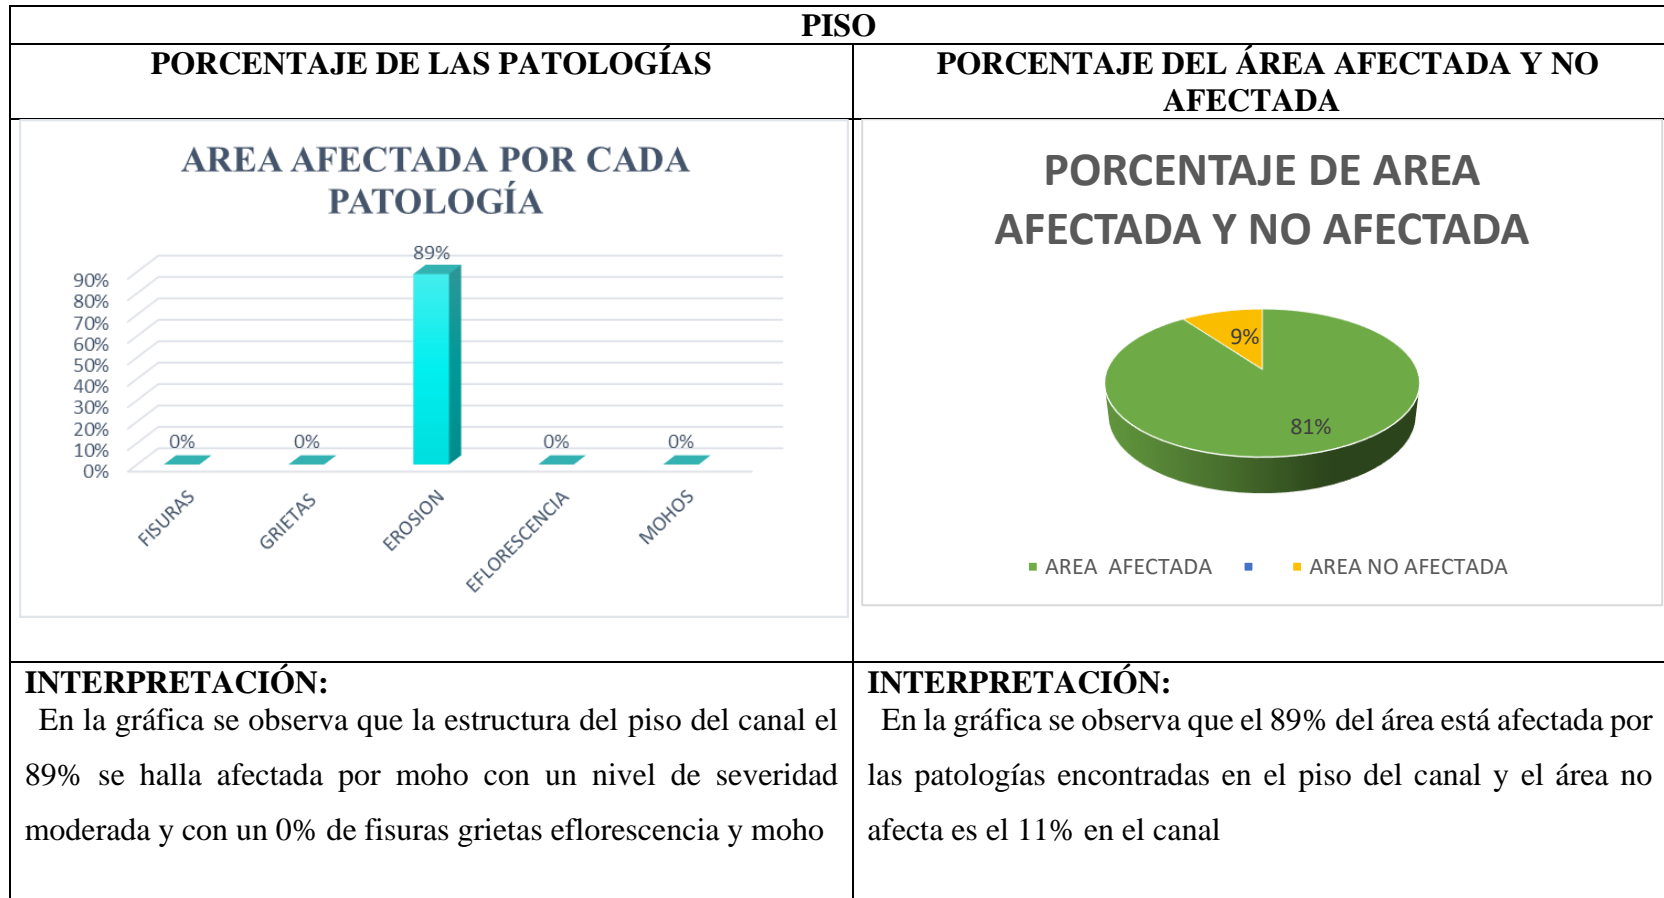 PISO
PORCENTAJE DE LAS PATOLOGÍAS
PORCENTAJE DEL ÁREA AFECTADA Y NO
AFECTADA
AREA AFECTADA POR CADA
PATOLOGÍA
89%
90%
80%
70%
60%
50%
40%
30%
20%
10%
0%
0%
0%
0%
0%
FISURAS
GRIETAS
EROSION
EFLORESCENCIA
MOHOS
PORCENTAJE DE AREA
AFECTADA Y NO AFECTADA
9%
81%
AREA AFECTADA
AREA NO AFECTADA
INTERPRETACIÓN:
En la gráfica se observa que la estructura del piso del canal el
89% se halla afectada por moho con un nivel de severidad
moderada y con un 0% de fisuras grietas eflorescencia y moho
INTERPRETACIÓN:
En la gráfica se observa que el 89% del área está afectada por
las patologías encontradas en el piso del canal y el área no
afecta es el 11% en el canal